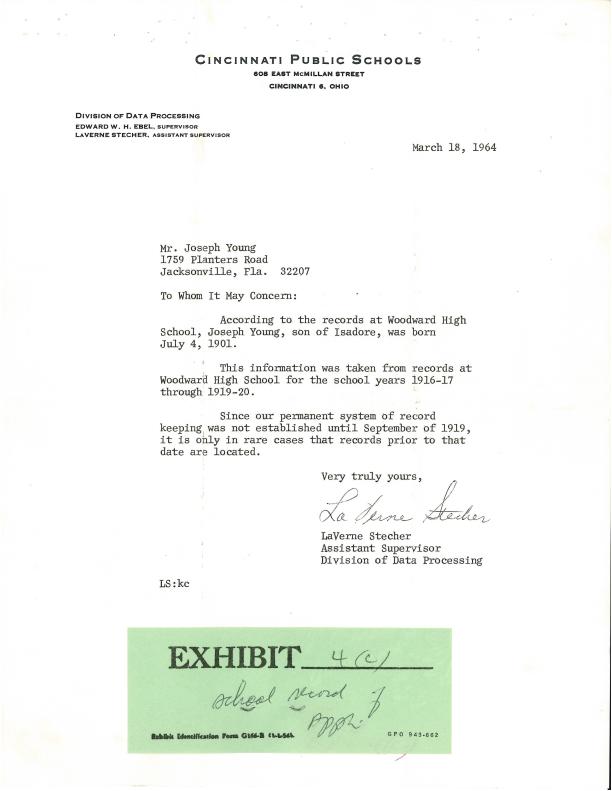 CINCINNATI PUBLIC SCHOOLS
608 EAST MCMILLAN STREET
CINCINNATI 6, OHIO
DIVISION OF DATA PROCESSING
EDWARD W. H. EBEL, SUPERVISOR
LAVERNE STECHER, ASSISTANT SUPERVISOR
March 18, 1964
Mr. Joseph Young
1759 Planters Road
Jacksonville, Fla. 32207
To Whom It May Concern:
According to the records at Woodward High
School, Joseph Young, son of Isadore, was born
July 4, 1901.
This information was taken from records at
Woodward High School for the school years 1916-17
through 1919-20.
Since our permanent system of record
keeping was not established until September of 1919,
it is only in rare cases that records prior to that
date are located.
Very truly yours,
La Verne Stecher
LaVerne Stecher
Assistant Supervisor
Division of Data Processing
LS:kc
EXHIBIT 4(c)
school record of
Exhibit Identification Form
GPO 943-662